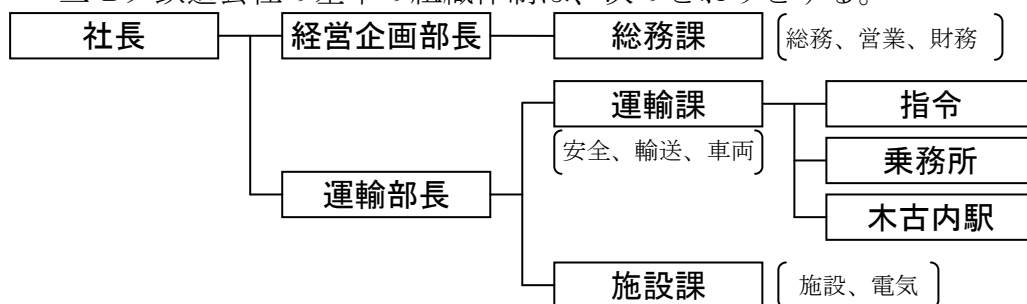 社長
経営企画部長
総務課
総務、営業、財務
運輸課
指令
安全、輸送、車両
乗務所
運輸部長
木古内駅
施設課
施設、電気